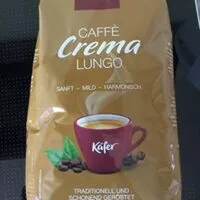 CAFFÈ
Crema
LUNGO
SANFT - MILD - HARMONISCH
Käfer
TRADITIONELL UND
SCHONEND GERÖSTET